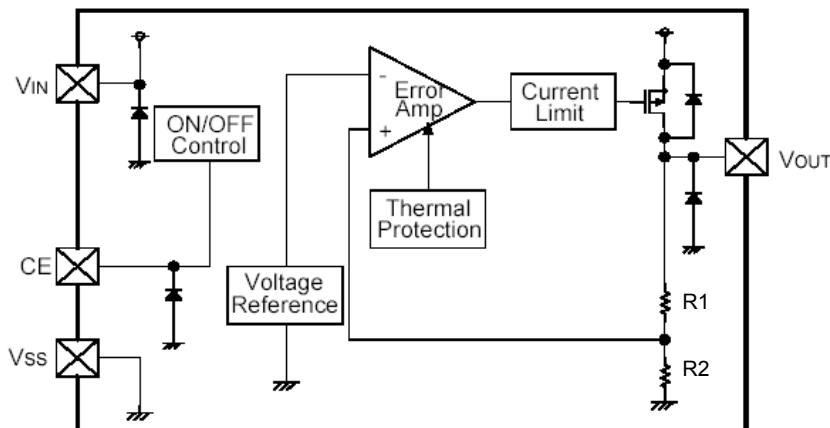 VIN
ON/OFF
Control
-
Error
Amp
+
Current
Limit
VOUT
Thermal
Protection
CE
Voltage
Reference
R1
VSS
R2